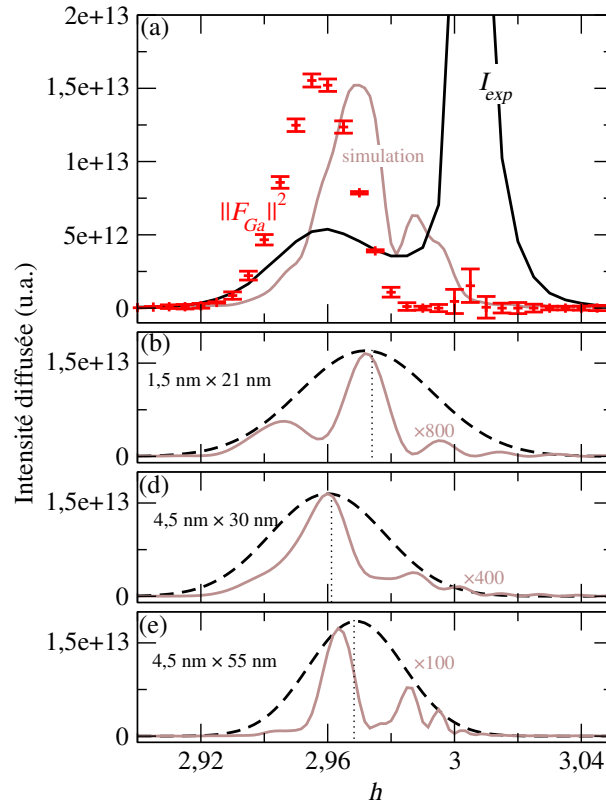 (a)
2e+13
1,5e+13
1e+13
5e+12
0
I_exp
simulation
||F_Ga||^2
Intensité diffusée (u.a.)
(b)
1,5e+13
0
1,5 nm × 21 nm
×800
(d)
1,5e+13
0
4,5 nm × 30 nm
×400
(e)
1,5e+13
0
4,5 nm × 55 nm
×100
2,92 2,96 3 3,04
h